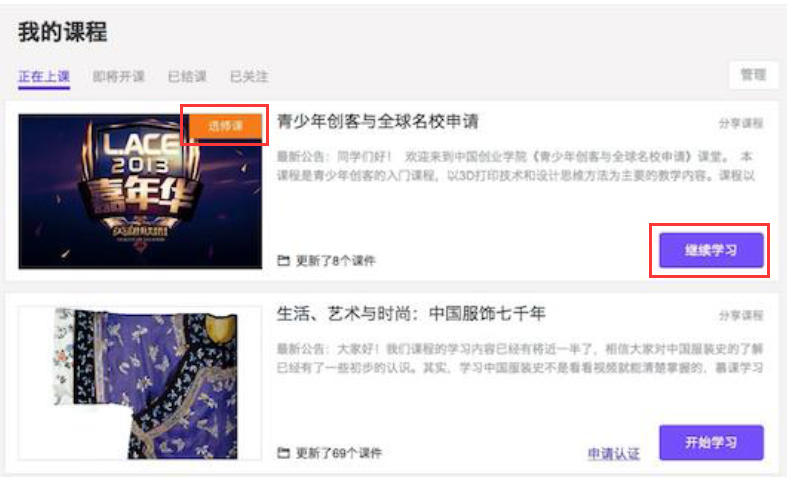 我的课程
正在上课 即将开课 已结课 已关注 管理
选修课
L.ACE
2013
嘉年华
青少年创客与全球名校申请
分享课程
最新公告：同学们好！ 欢迎来到中国创业学院《青少年创客与全球名校申请》课堂。 本
课程是青少年创客的入门课程，以3D打印技术和设计思维方法为主要的教学内容。课程以
更新了8个课件
继续学习
生活、艺术与时尚：中国服饰七千年
分享课程
最新公告：大家好！我们课程的学习内容已经有将近一半了，相信大家对中国服装史的了解
已经有了一些初步的认识。其实，学习中国服装史不是看看视频就能清楚掌握的，慕课学习
更新了69个课件
申请认证
开始学习